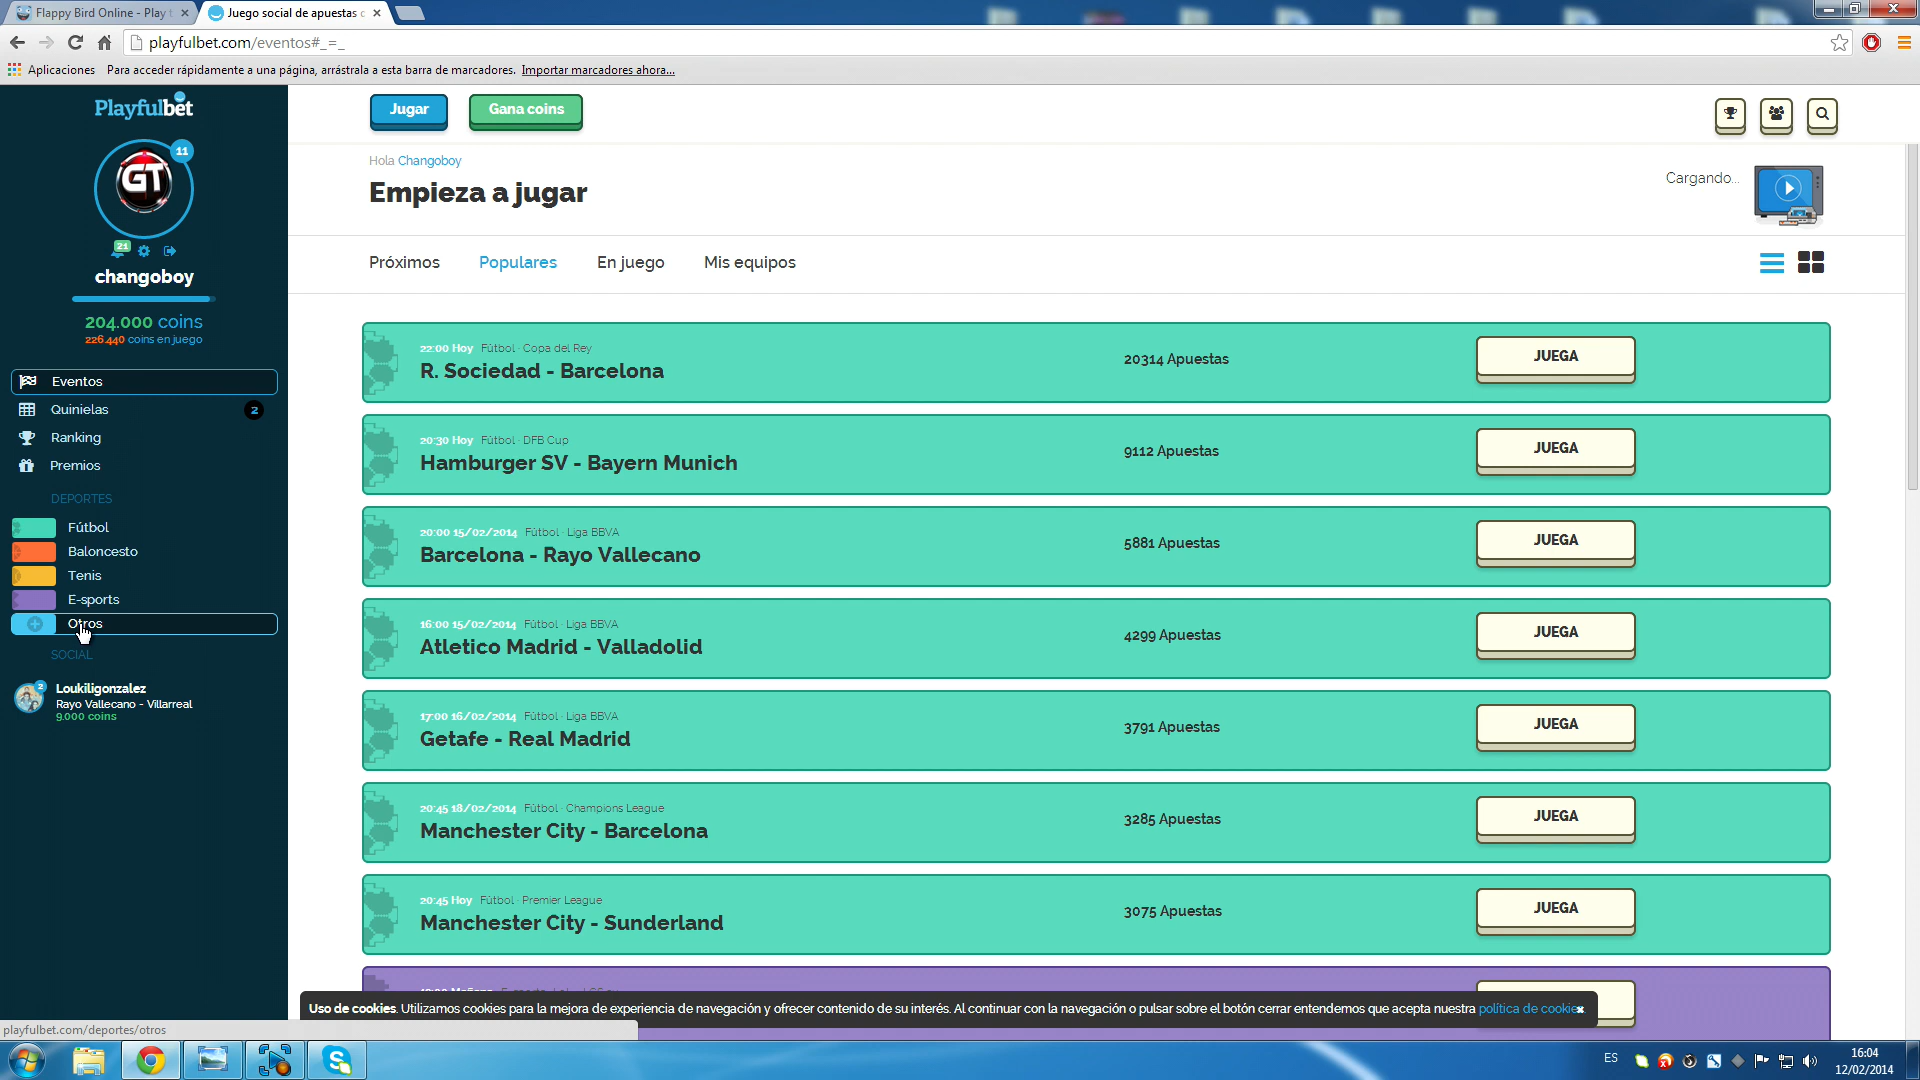 Flappy Bird Online - Play t
Juego social de apuestas d
playfulbet.com/eventos#_=_
Aplicaciones
Para acceder rápidamente a una página, arrástrala a esta barra de marcadores. Importar marcadores ahora...
Playfulbet
GT
11
21
changoboy
204.000 coins
226.440 coins en juego
Eventos
Quinielas
2
Ranking
Premios
DEPORTES
Fútbol
Baloncesto
Tenis
E-sports
Otros
SOCIAL
2
Loukiligonzalez
Rayo Vallecano - Villarreal
9.000 coins
Jugar
Gana coins
Hola Changoboy
Empieza a jugar
Cargando...
Próximos
Populares
En juego
Mis equipos
22:00 Hoy Fútbol · Copa del Rey
R. Sociedad - Barcelona
20314 Apuestas
JUEGA
20:30 Hoy Fútbol · DFB Cup
Hamburger SV - Bayern Munich
9112 Apuestas
JUEGA
20:00 15/02/2014 Fútbol · Liga BBVA
Barcelona - Rayo Vallecano
5881 Apuestas
JUEGA
16:00 15/02/2014 Fútbol · Liga BBVA
Atletico Madrid - Valladolid
4299 Apuestas
JUEGA
17:00 16/02/2014 Fútbol · Liga BBVA
Getafe - Real Madrid
3791 Apuestas
JUEGA
20:45 18/02/2014 Fútbol · Champions League
Manchester City - Barcelona
3285 Apuestas
JUEGA
20:45 Hoy Fútbol · Premier League
Manchester City - Sunderland
3075 Apuestas
JUEGA
Uso de cookies. Utilizamos cookies para la mejora de experiencia de navegación y ofrecer contenido de su interés. Al continuar con la navegación o pulsar sobre el botón cerrar entendemos que acepta nuestra política de cookie
playfulbet.com/deportes/otros
ES
16:04
12/02/2014